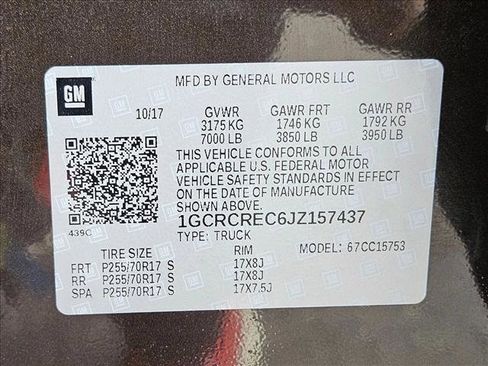 GM
MFD BY GENERAL MOTORS LLC
10/17 GVWR GAWR FRT GAWR RR
3175 KG 1746 KG 1792 KG
7000 LB 3850 LB 3950 LB
THIS VEHICLE CONFORMS TO ALL
APPLICABLE U.S. FEDERAL MOTOR
VEHICLE SAFETY STANDARDS IN EFFECT
ON THE DATE OF MANUFACTURE
SHOWN ABOVE.
439C
1GCRCREC6JZ157437
TYPE: TRUCK
MODEL: 67CC15753
TIRE SIZE RIM
FRT P255/70R17 S 17X8J
RR P255/70R17 S 17X8J
SPA P255/70R17 S 17X7.5J